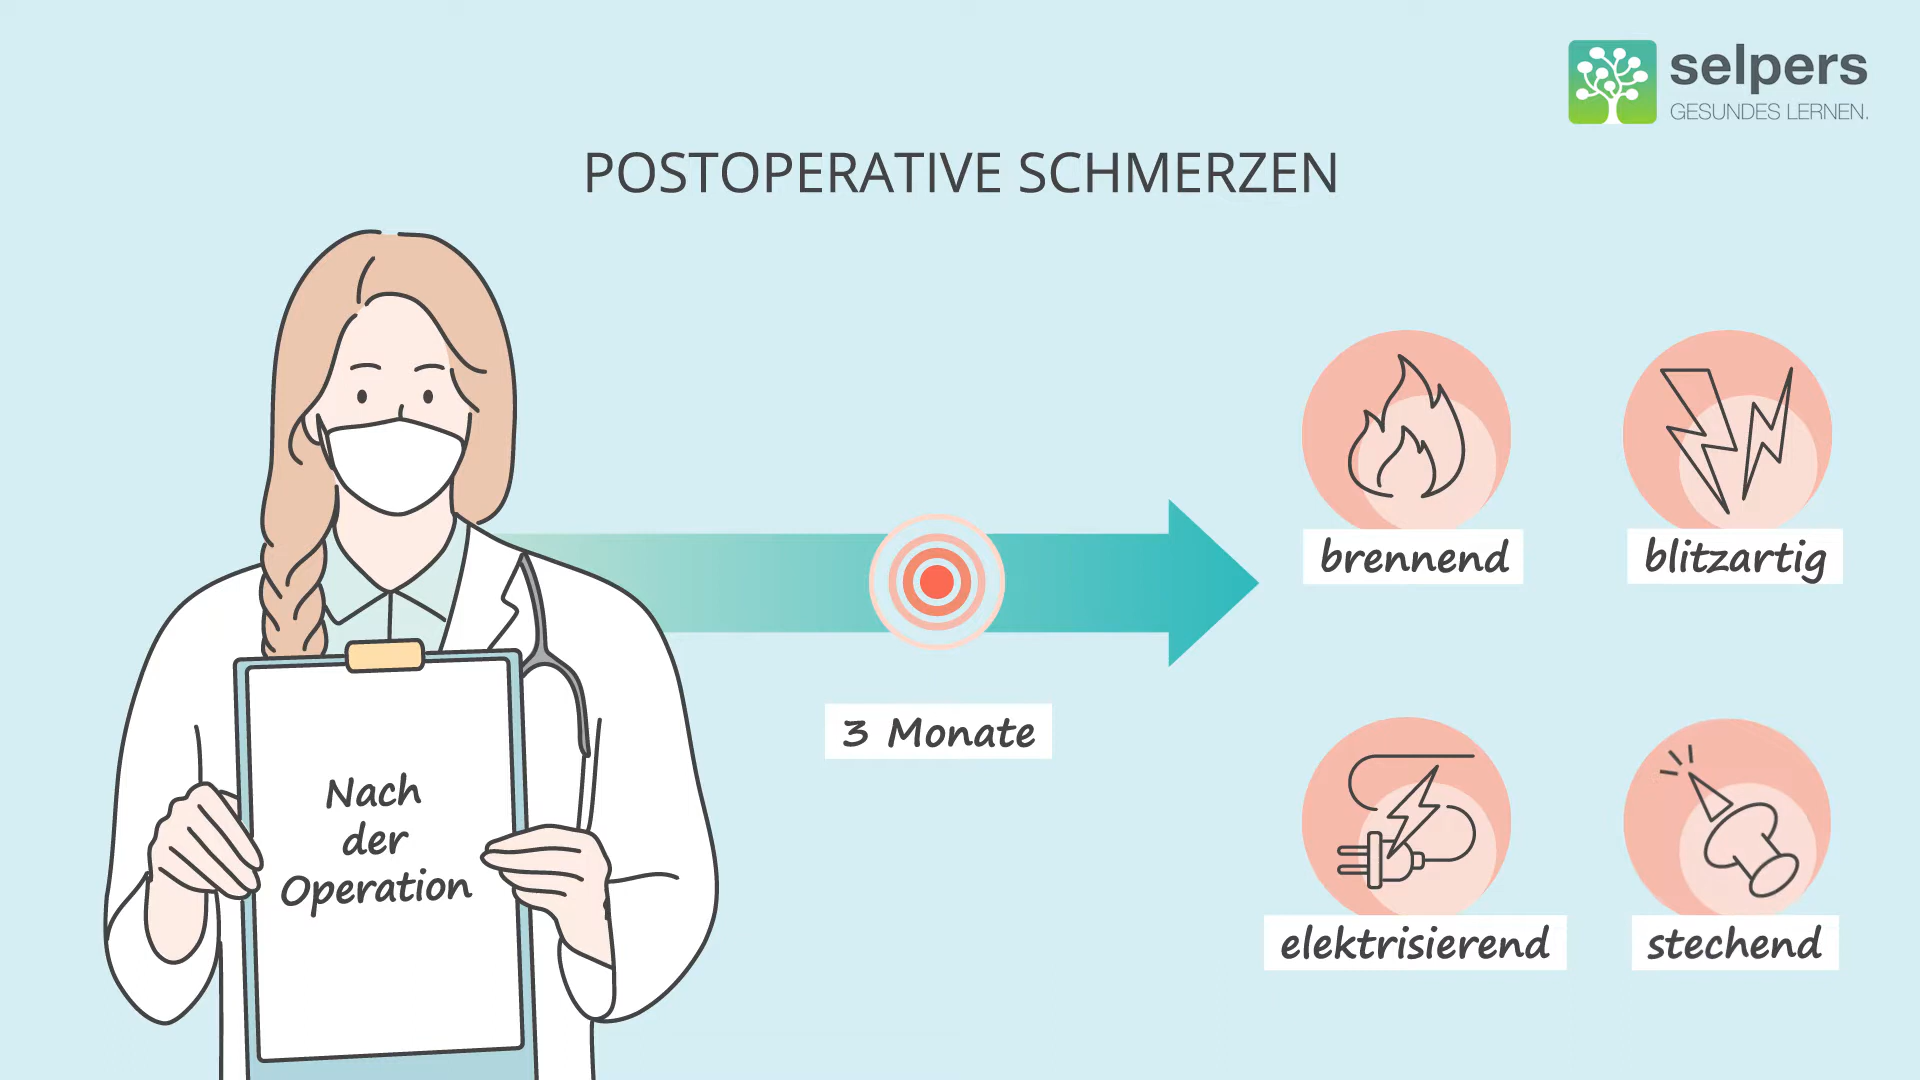 selpers
GESUNDES LERNEN.
POSTOPERATIVE SCHMERZEN
brennend
blitzartig
3 Monate
Nach
der
Operation
elektrisierend
stechend